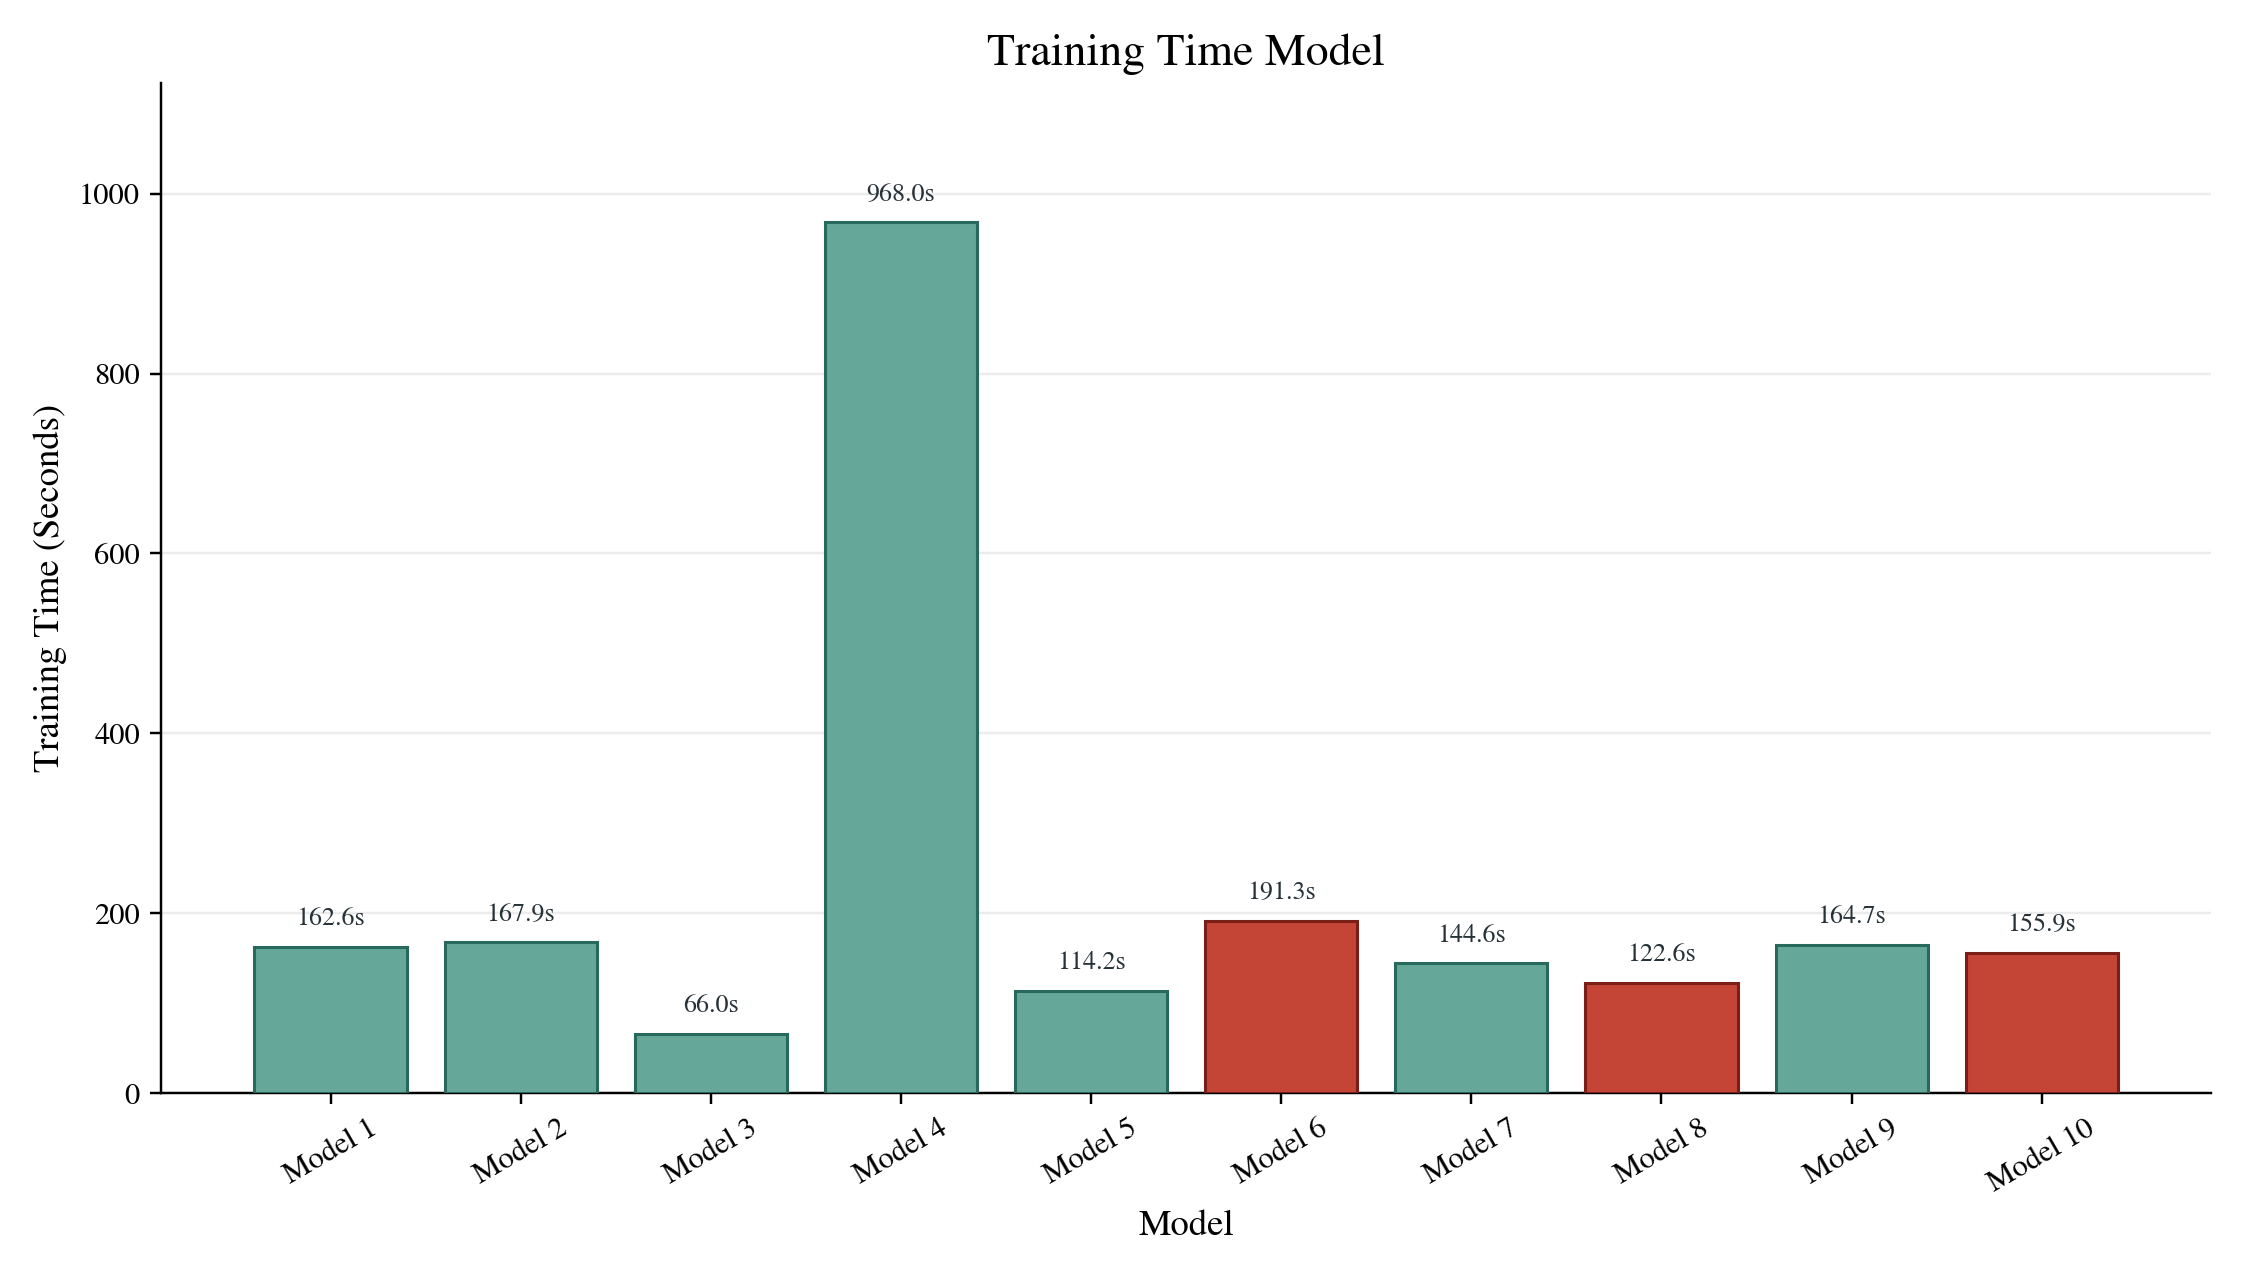 Training Time Model
Training Time (Seconds)
1000
800
600
400
200
0
162.6s
167.9s
66.0s
968.0s
114.2s
191.3s
144.6s
122.6s
164.7s
155.9s
Model 1
Model 2
Model 3
Model 4
Model 5
Model 6
Model 7
Model 8
Model 9
Model 10
Model